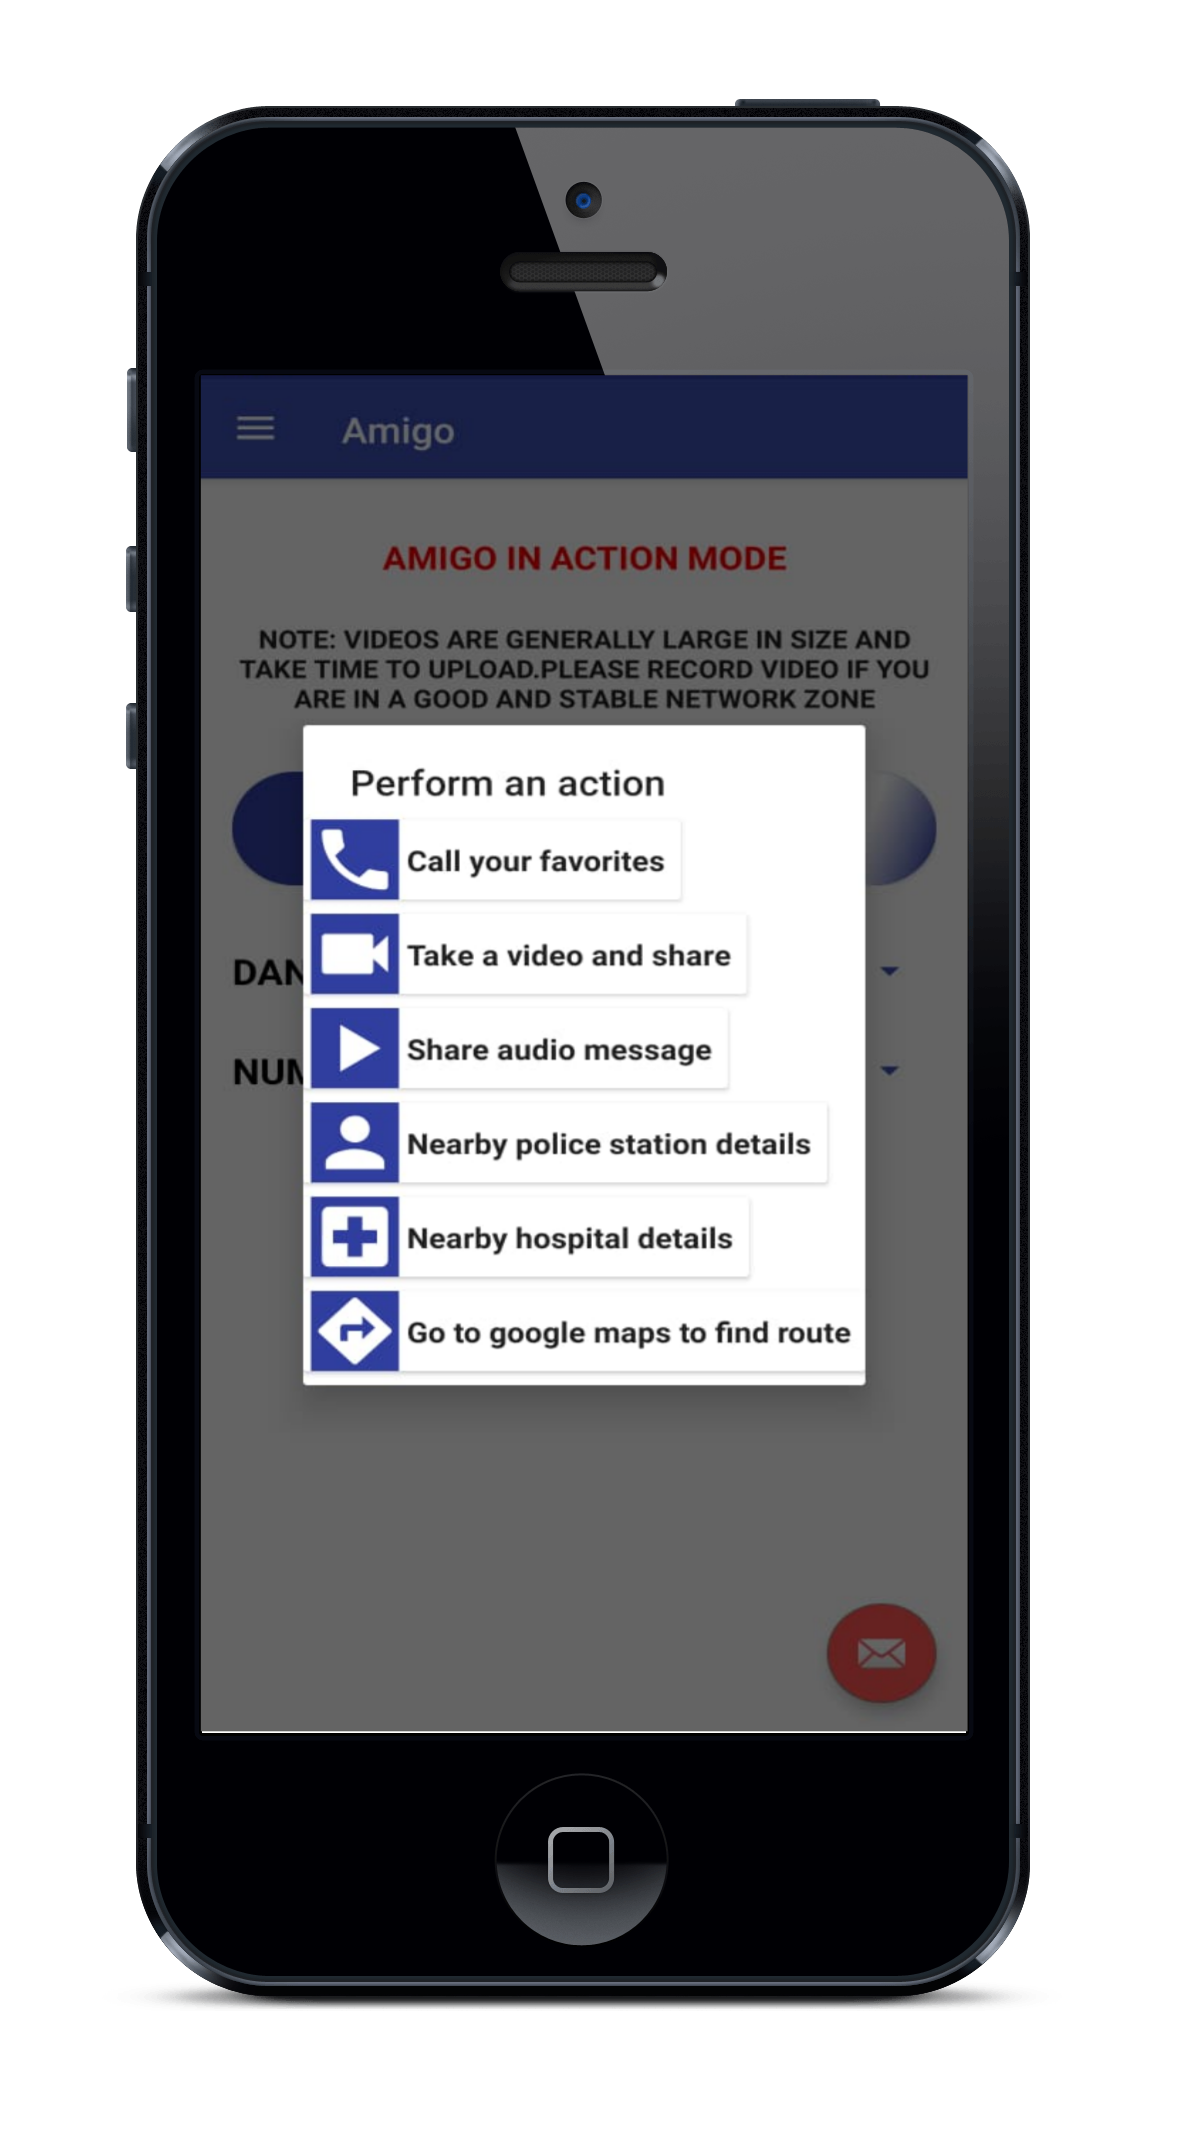 Amigo
AMIGO IN ACTION MODE
NOTE: VIDEOS ARE GENERALLY LARGE IN SIZE AND
TAKE TIME TO UPLOAD.PLEASE RECORD VIDEO IF YOU
ARE IN A GOOD AND STABLE NETWORK ZONE
Perform an action
Call your favorites
Take a video and share
Share audio message
Nearby police station details
Nearby hospital details
Go to google maps to find route